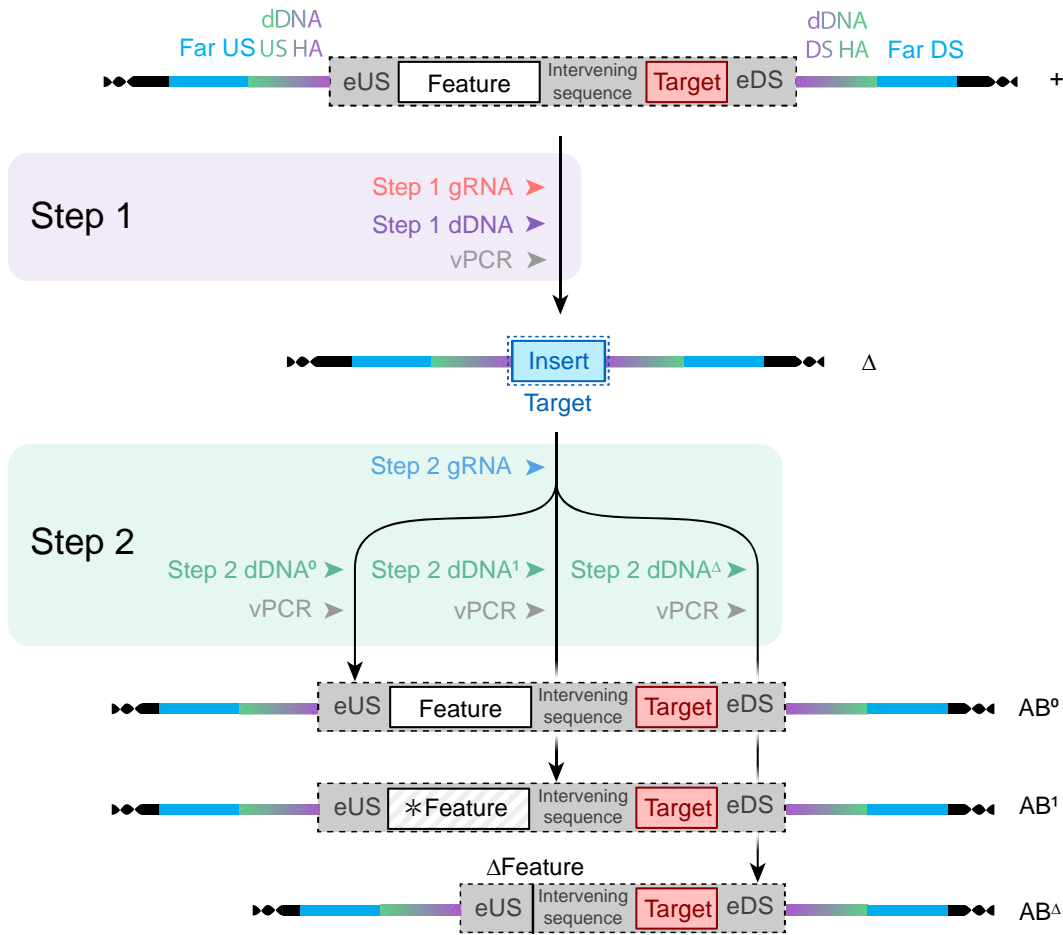 dDNA
US HA
Far US
dDNA
DS HA
Far DS
eUS
Feature
Intervening
sequence
Target
eDS
+
Step 1
Step 1 gRNA
Step 1 dDNA
vPCR
Insert
Target
Δ
Step 2
Step 2 gRNA
Step 2 dDNA⁰
Step 2 dDNA¹
Step 2 dDNAᐃ
vPCR
vPCR
vPCR
eUS
Feature
Intervening
sequence
Target
eDS
AB⁰
eUS
*Feature
Intervening
sequence
Target
eDS
AB¹
ΔFeature
eUS
Intervening
sequence
Target
eDS
ABᐃ